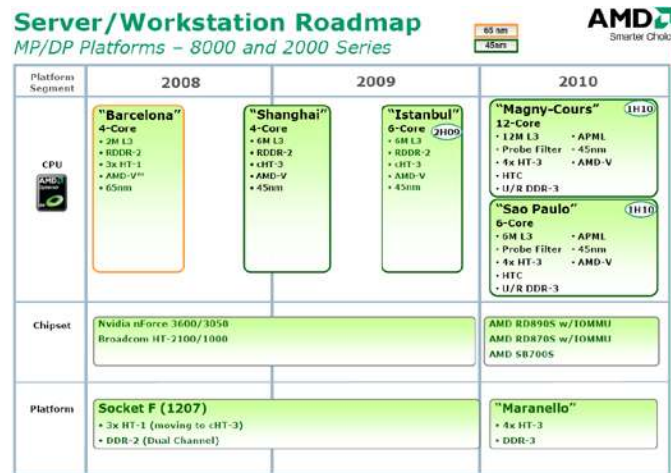 Server/Workstation Roadmap
MP/DP Platforms – 8000 and 2000 Series
65 nm
45nm
AMD
Smarter Choice
Platform Segment
2008
2009
2010
CPU
AMD
Opteron
"Barcelona"
4-Core
• 2M L3
• RDDR-2
• 3x HT-1
• AMD-V™
• 65nm
"Shanghai"
4-Core
• 6M L3
• RDDR-2
• cHT-3
• AMD-V
• 45nm
"Istanbul"
6-Core
2H09
• 6M L3
• RDDR-2
• cHT-3
• AMD-V
• 45nm
"Magny-Cours"
1H10
12-Core
• 12M L3
• APML
• Probe Filter
• 45nm
• 4x HT-3
• AMD-V
• HTC
• U/R DDR-3
"Sao Paulo"
1H10
6-Core
• 6M L3
• APML
• Probe Filter
• 45nm
• 4x HT-3
• AMD-V
• HTC
• U/R DDR-3
Chipset
Nvidia nForce 3600/3050
Broadcom HT-2100/1000
AMD RD890S w/IOMMU
AMD RD870S w/IOMMU
AMD SB700S
Platform
Socket F (1207)
• 3x HT-1 (moving to cHT-3)
• DDR-2 (Dual Channel)
"Maranello"
• 4x HT-3
• DDR-3